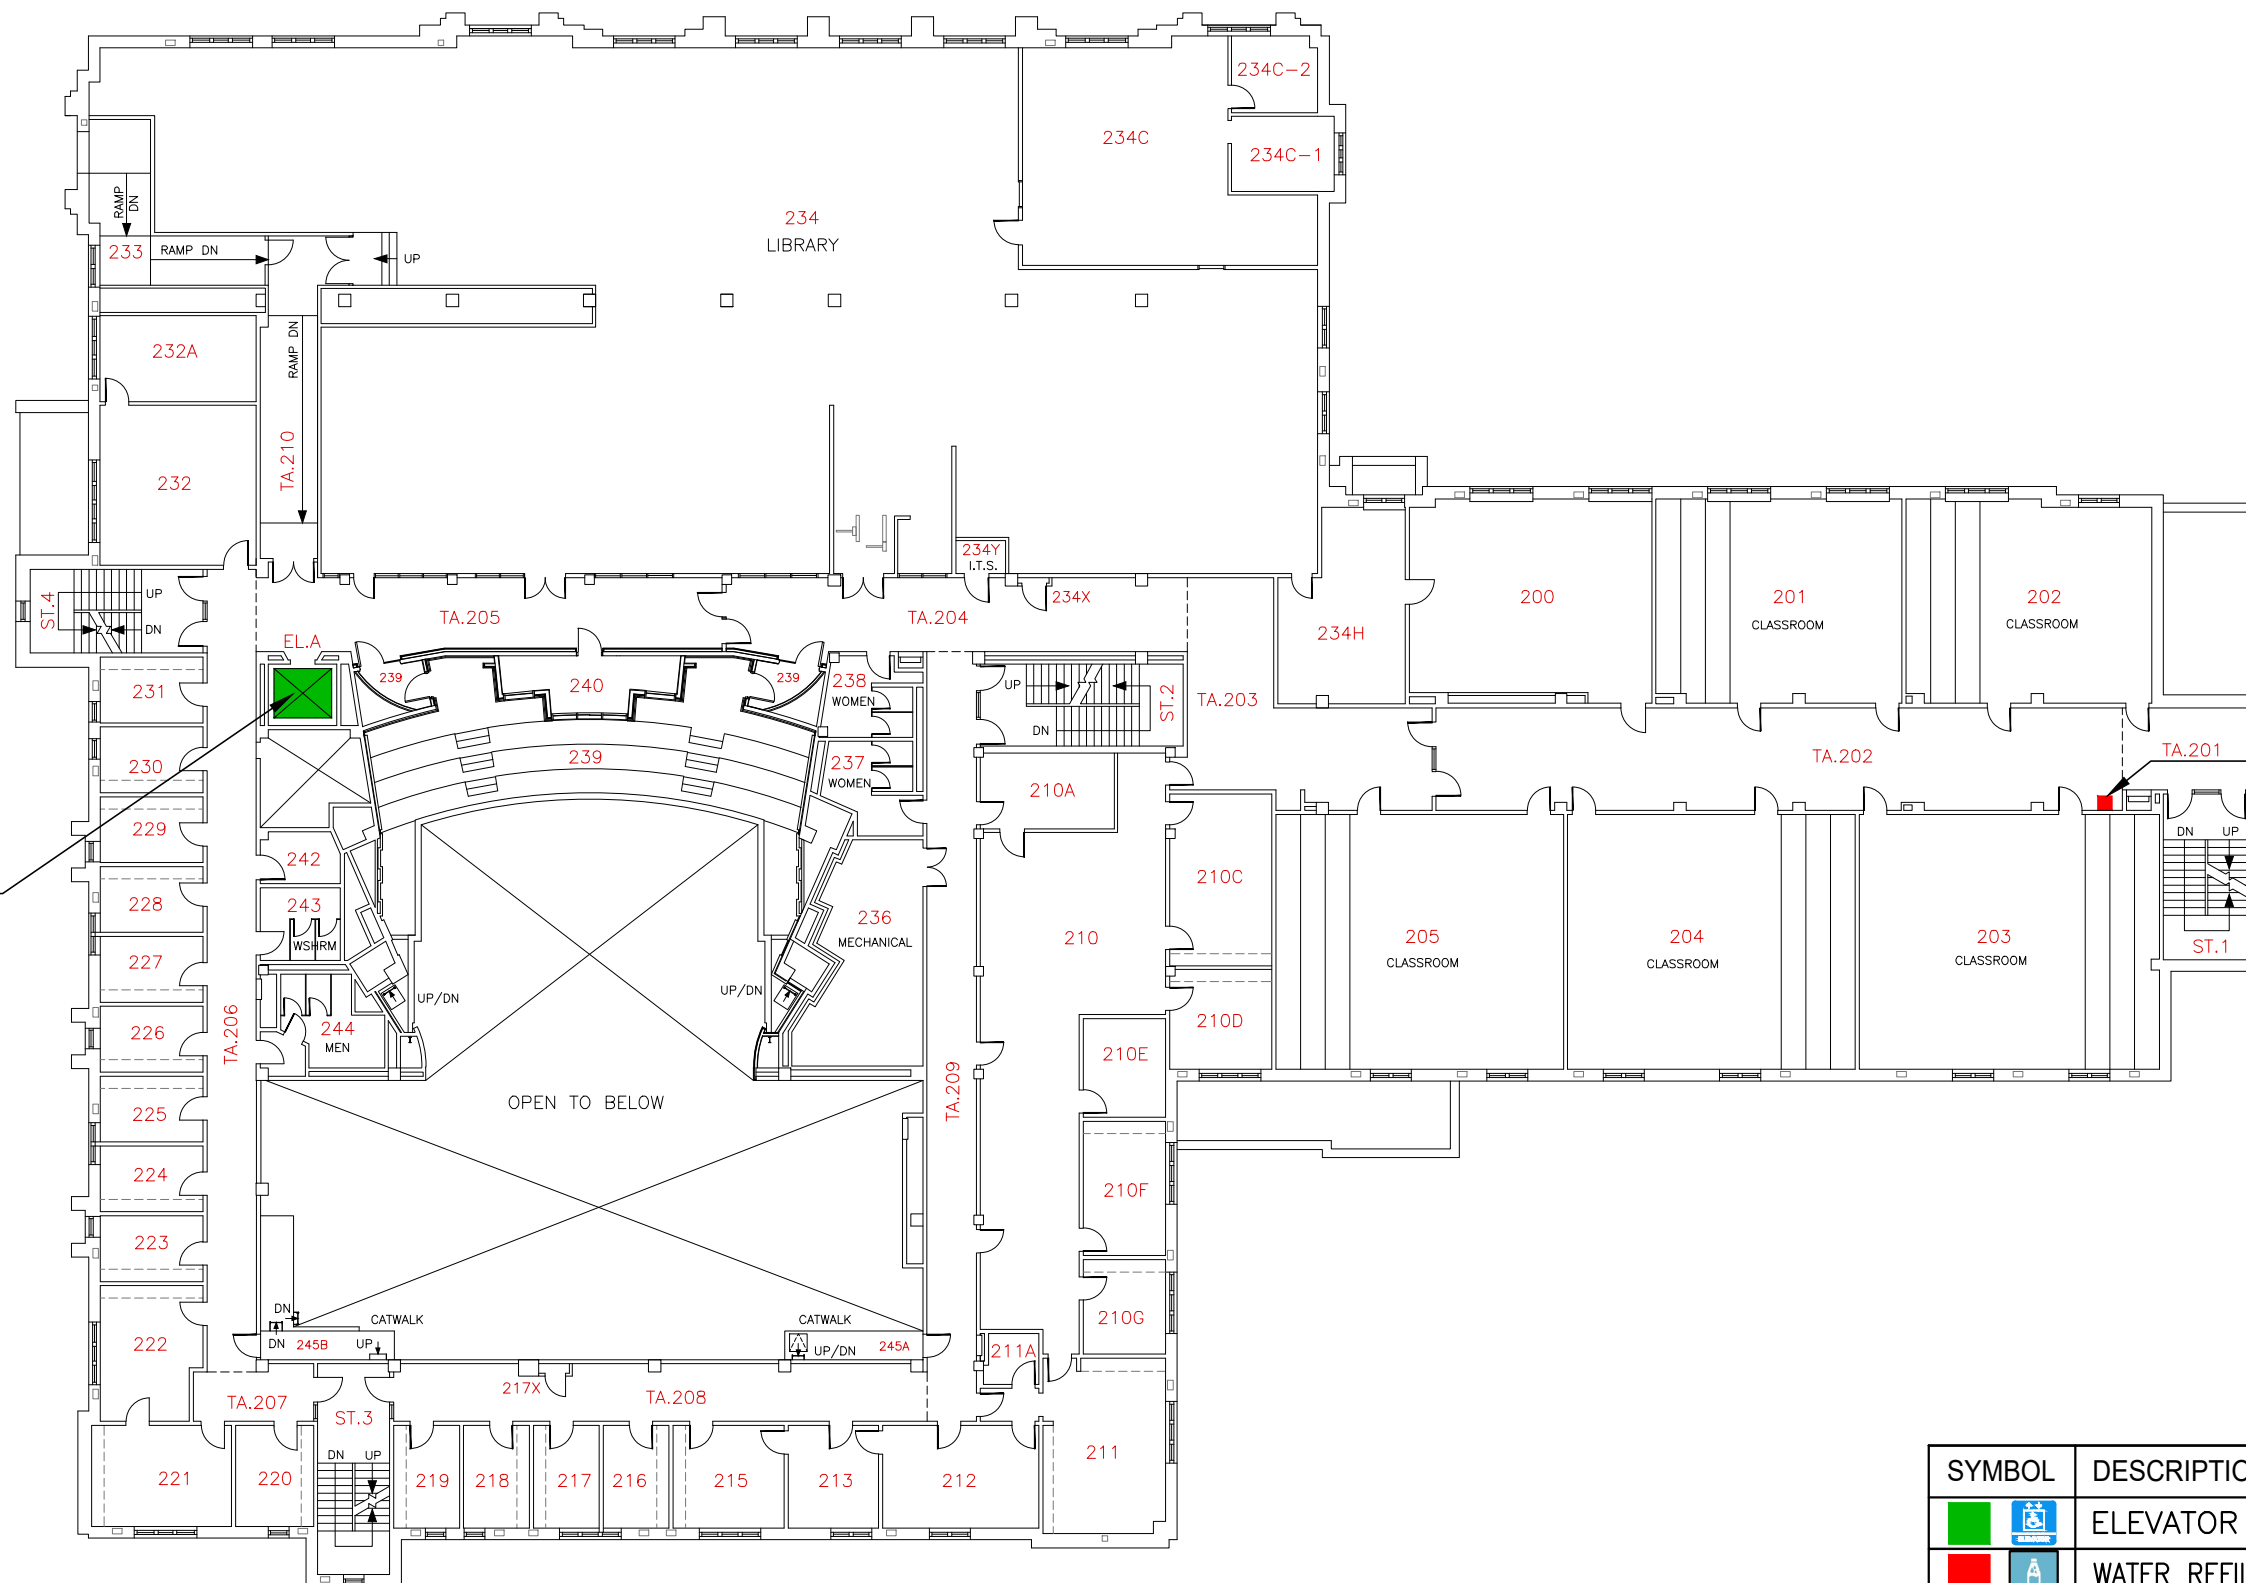 234C-2
234C
234C-1
RAMP DN
234
LIBRARY
233
RAMP DN
UP
232A
RAMP DN
232
TA.210
234Y
I.T.S.
234X
ST.4
UP
DN
TA.205
TA.204
EL.A
234H
200
201
CLASSROOM
202
CLASSROOM
231
239
240
239
238
WOMEN
UP
DN
ST.2
TA.203
230
239
237
WOMEN
210A
TA.202
TA.201
229
242
228
243
WSHRM
236
MECHANICAL
210
210C
205
CLASSROOM
204
CLASSROOM
203
CLASSROOM
DN
UP
ST.1
227
UP/DN
UP/DN
226
TA.206
244
MEN
210D
210E
225
OPEN TO BELOW
TA.209
224
210F
223
DN
CATWALK
CATWALK
210G
222
DN
245B
UP
UP/DN
245A
211A
TA.207
ST.3
217X
TA.208
221
220
DN
UP
219
218
217
216
215
213
212
211
SYMBOL
DESCRIPTIO
ELEVATOR
WATER REFIL